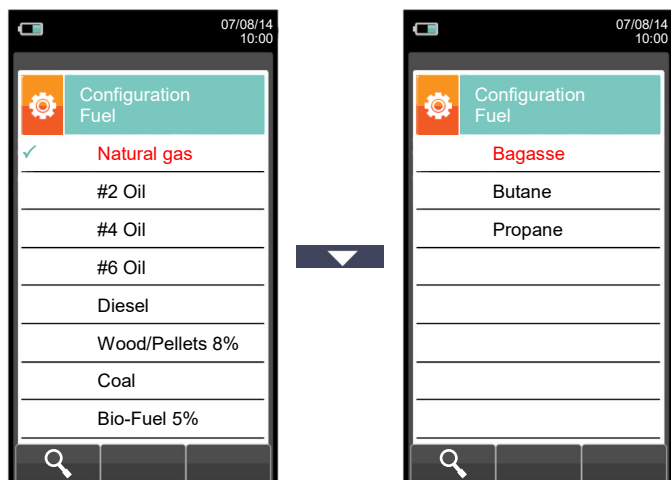 07/08/14
10:00
Configuration
Fuel
Natural gas
#2 Oil
#4 Oil
#6 Oil
Diesel
Wood/Pellets 8%
Coal
Bio-Fuel 5%
07/08/14
10:00
Configuration
Fuel
Bagasse
Butane
Propane